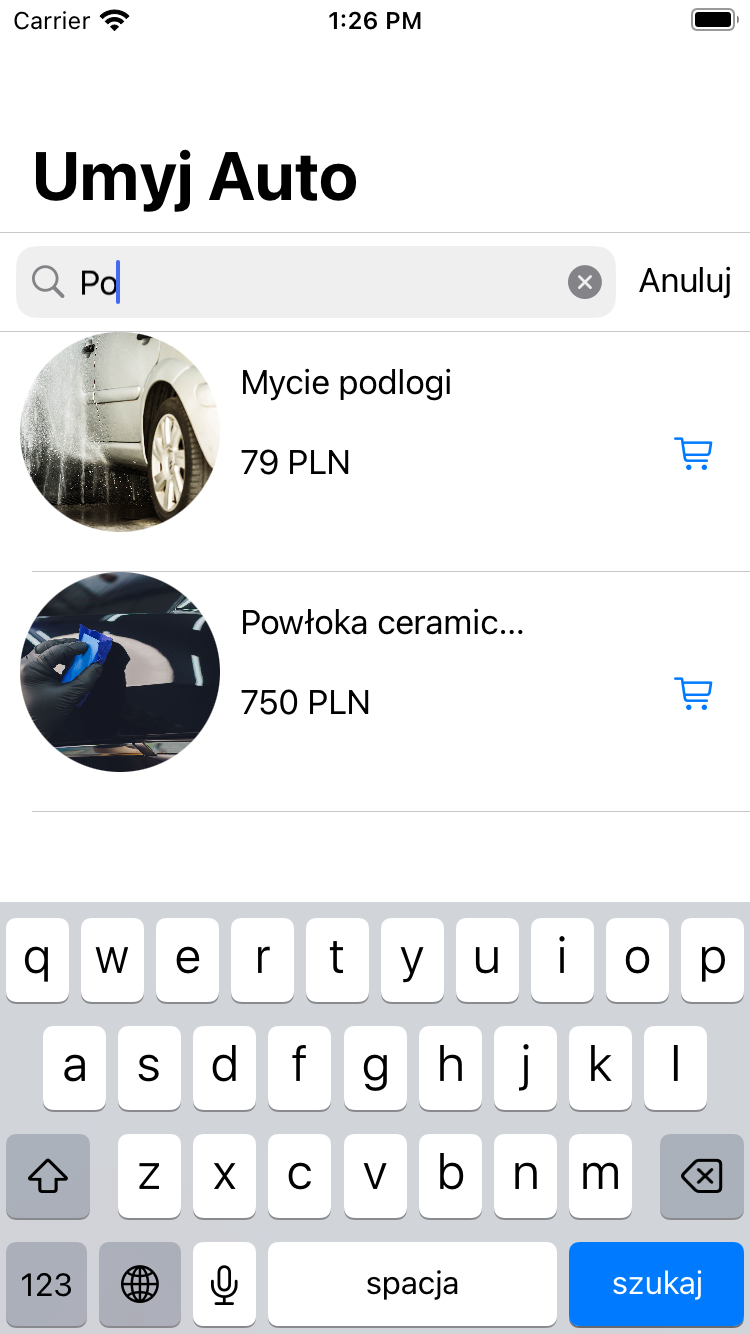 Carrier 1:26 PM
Umyj Auto
Po Anuluj
Mycie podlogi
79 PLN
Powłoka ceramic...
750 PLN
q w e r t y u i o p
a s d f g h j k l
z x c v b n m
123 spacja szukaj